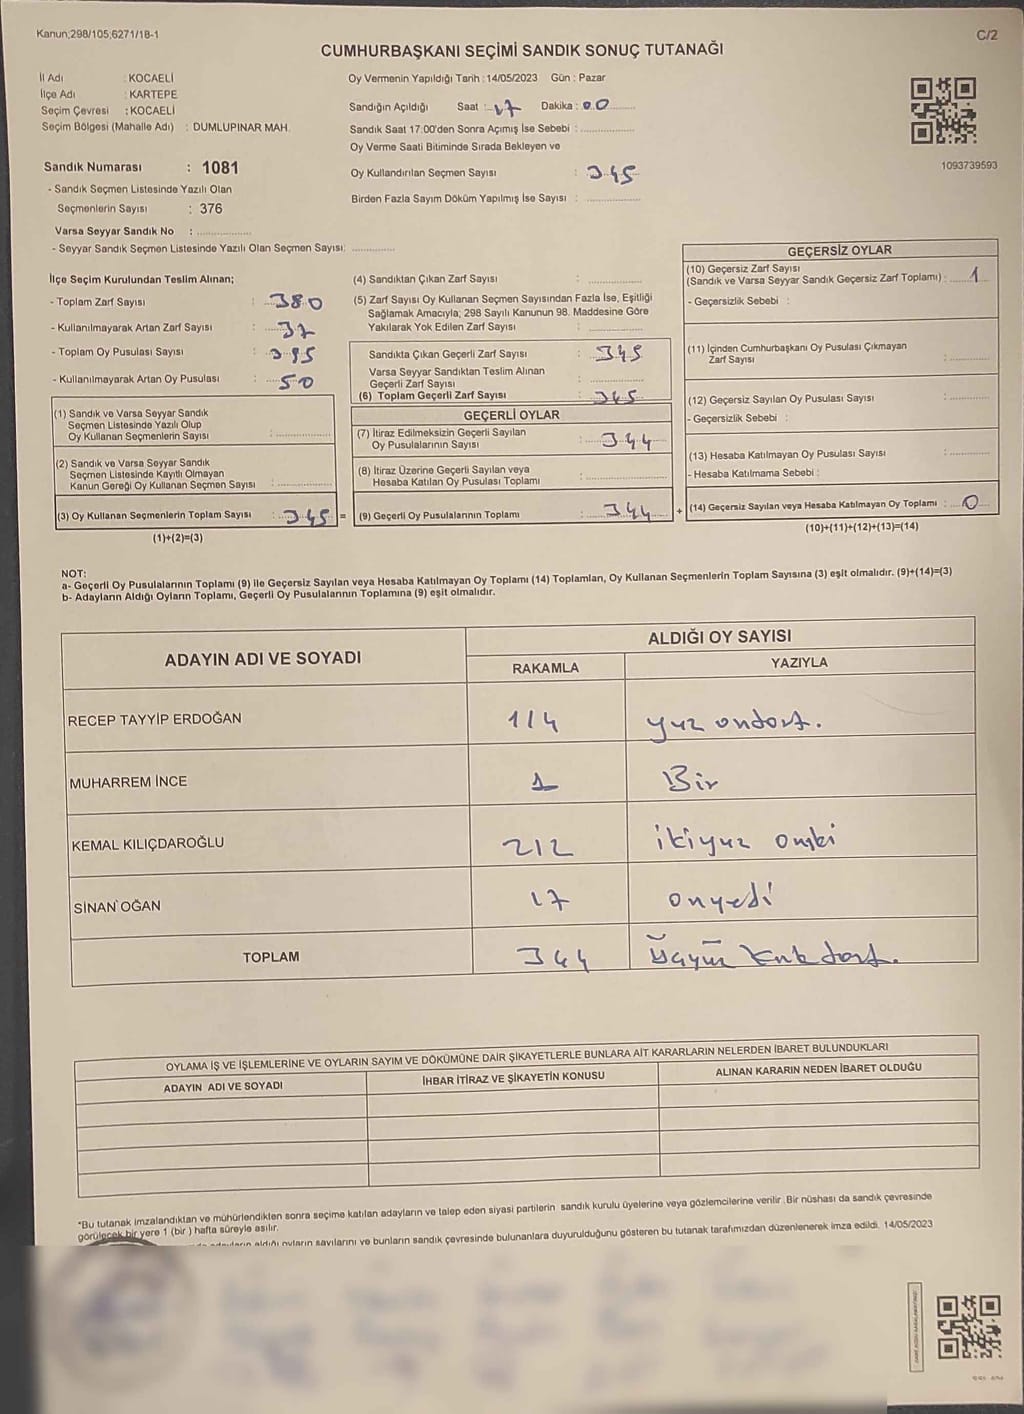 Kanun;298/105,6271/18-1
C/2
CUMHURBAŞKANI SEÇİMİ SANDIK SONUÇ TUTANAĞI
İl Adı : KOCAELİ
İlçe Adı : KARTEPE
Seçim Çevresi : KOCAELİ
Seçim Bölgesi (Mahalle Adı) : DUMLUPINAR MAH.
Sandık Numarası : 1081
- Sandık Seçmen Listesinde Yazılı Olan
Seçmenlerin Sayısı : 376
Varsa Seyyar Sandık No : ..............
- Seyyar Sandık Seçmen Listesinde Yazılı Olan Seçmen Sayısı: ............
Oy Vermenin Yapıldığı Tarih : 14/05/2023 Gün : Pazar
Sandığın Açıldığı Saat : 17 Dakika : 00
Sandık Saat 17.00'den Sonra Açımış İse Sebebi : ..............
Oy Verme Saati Bitiminde Sırada Bekleyen ve
Oy Kullandırılan Seçmen Sayısı : 345
Birden Fazla Sayım Döküm Yapılmış İse Sayısı : ..............
1093739593
İlçe Seçim Kurulundan Teslim Alınan;
- Toplam Zarf Sayısı : 380
- Kullanılmayarak Artan Zarf Sayısı : 37
- Toplam Oy Pusulası Sayısı : 395
- Kullanılmayarak Artan Oy Pusulası : 50
(1) Sandık ve Varsa Seyyar Sandık
Seçmen Listesinde Yazılı Olup
Oy Kullanan Seçmenlerin Sayısı : ..............
(2) Sandık ve Varsa Seyyar Sandık
Seçmen Listesinde Kayıtlı Olmayan
Kanun Gereği Oy Kullanan Seçmen Sayısı : ..............
(3) Oy Kullanan Seçmenlerin Toplam Sayısı : 345 =
(1)+(2)=(3)
(4) Sandıktan Çıkan Zarf Sayısı : ..............
(5) Zarf Sayısı Oy Kullanan Seçmen Sayısından Fazla İse, Eşitliği
Sağlamak Amacıyla; 298 Sayılı Kanunun 98. Maddesine Göre
Yakılarak Yok Edilen Zarf Sayısı : ..............
Sandıkta Çıkan Geçerli Zarf Sayısı : 345
Varsa Seyyar Sandıktan Teslim Alınan
Geçerli Zarf Sayısı : ..............
(6) Toplam Geçerli Zarf Sayısı : 345
GEÇERLİ OYLAR
(7) İtiraz Edilmeksizin Geçerli Sayılan
Oy Pusulalarının Sayısı : 344
(8) İtiraz Üzerine Geçerli Sayılan veya
Hesaba Katılan Oy Pusulası Toplamı : ..............
(9) Geçerli Oy Pusulalarının Toplamı : 344 +
GEÇERSİZ OYLAR
(10) Geçersiz Zarf Sayısı
(Sandık ve Varsa Seyyar Sandık Geçersiz Zarf Toplamı) : 1
- Geçersizlik Sebebi :
(11) İçinden Cumhurbaşkanı Oy Pusulası Çıkmayan
Zarf Sayısı : ..............
(12) Geçersiz Sayılan Oy Pusulası Sayısı : ..............
- Geçersizlik Sebebi :
(13) Hesaba Katılmayan Oy Pusulası Sayısı : ..............
- Hesaba Katılmama Sebebi :
(14) Geçersiz Sayılan veya Hesaba Katılmayan Oy Toplamı : 0
(10)+(11)+(12)+(13)=(14)
NOT:
a- Geçerli Oy Pusulalarının Toplamı (9) ile Geçersiz Sayılan veya Hesaba Katılmayan Oy Toplamı (14) Toplamları, Oy Kullanan Seçmenlerin Toplam Sayısına (3) eşit olmalıdır. (9)+(14)=(3)
b- Adayların Aldığı Oyların Toplamı, Geçerli Oy Pusulalarının Toplamına (9) eşit olmalıdır.
ADAYIN ADI VE SOYADI
ALDIĞI OY SAYISI
RAKAMLA YAZIYLA
RECEP TAYYİP ERDOĞAN 114 yuz ondort.
MUHARREM İNCE 1 Bir
KEMAL KILIÇDAROĞLU 212 ikiyuz oniki
SİNAN OĞAN 17 onyedi
TOPLAM 344
OYLAMA İŞ VE İŞLEMLERİNE VE OYLARIN SAYIM VE DÖKÜMÜNE DAİR ŞİKAYETLERLE BUNLARA AİT KARARLARIN NELERDEN İBARET BULUNDUKLARI
ADAYIN ADI VE SOYADI İHBAR İTİRAZ VE ŞİKAYETİN KONUSU ALINAN KARARIN NEDEN İBARET OLDUĞU
*Bu tutanak imzalandıktan ve mühürlendikten sonra seçime katılan adayların ve talep eden siyasi partilerin sandık kurulu üyelerine veya gözlemcilerine verilir. Bir nüshası da sandık çevresinde
görülecek bir yere 1 (bir ) hafta süreyle asılır.
aldığı oyların sayılarını ve bunların sandık çevresinde bulunanlara duyurulduğunu gösteren bu tutanak tarafımızdan düzenlenerek imza edildi. 14/05/2023